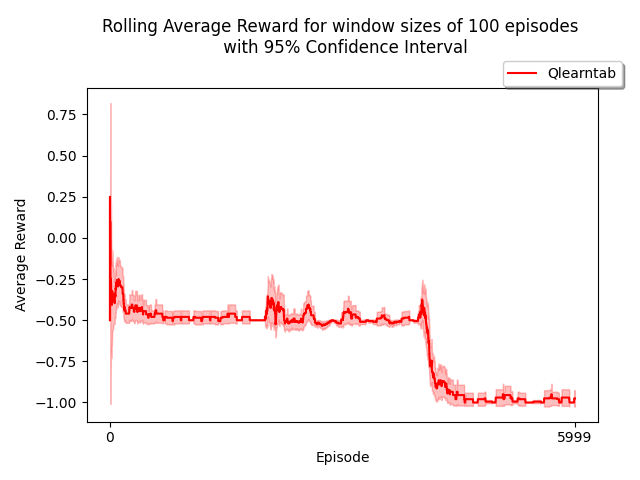 Rolling Average Reward for window sizes of 100 episodes
with 95% Confidence Interval
Qlearntab
0.75
0.50
0.25
0.00
−0.25
−0.50
−0.75
−1.00
Average Reward
0
5999
Episode